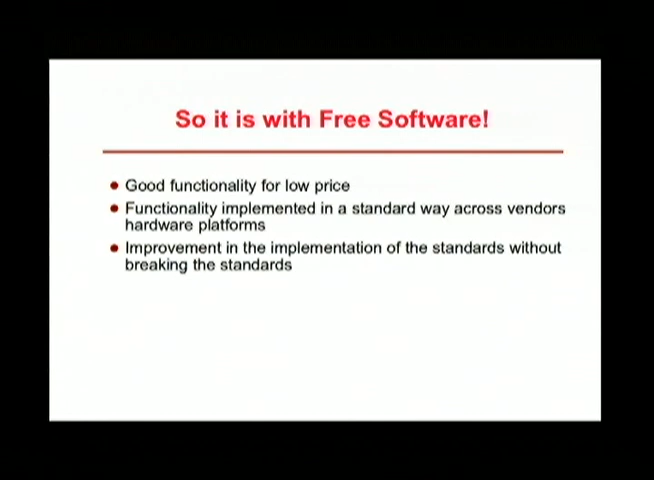 So it is with Free Software!
Good functionality for low price
Functionality implemented in a standard way across vendors
hardware platforms
Improvement in the implementation of the standards without
breaking the standards